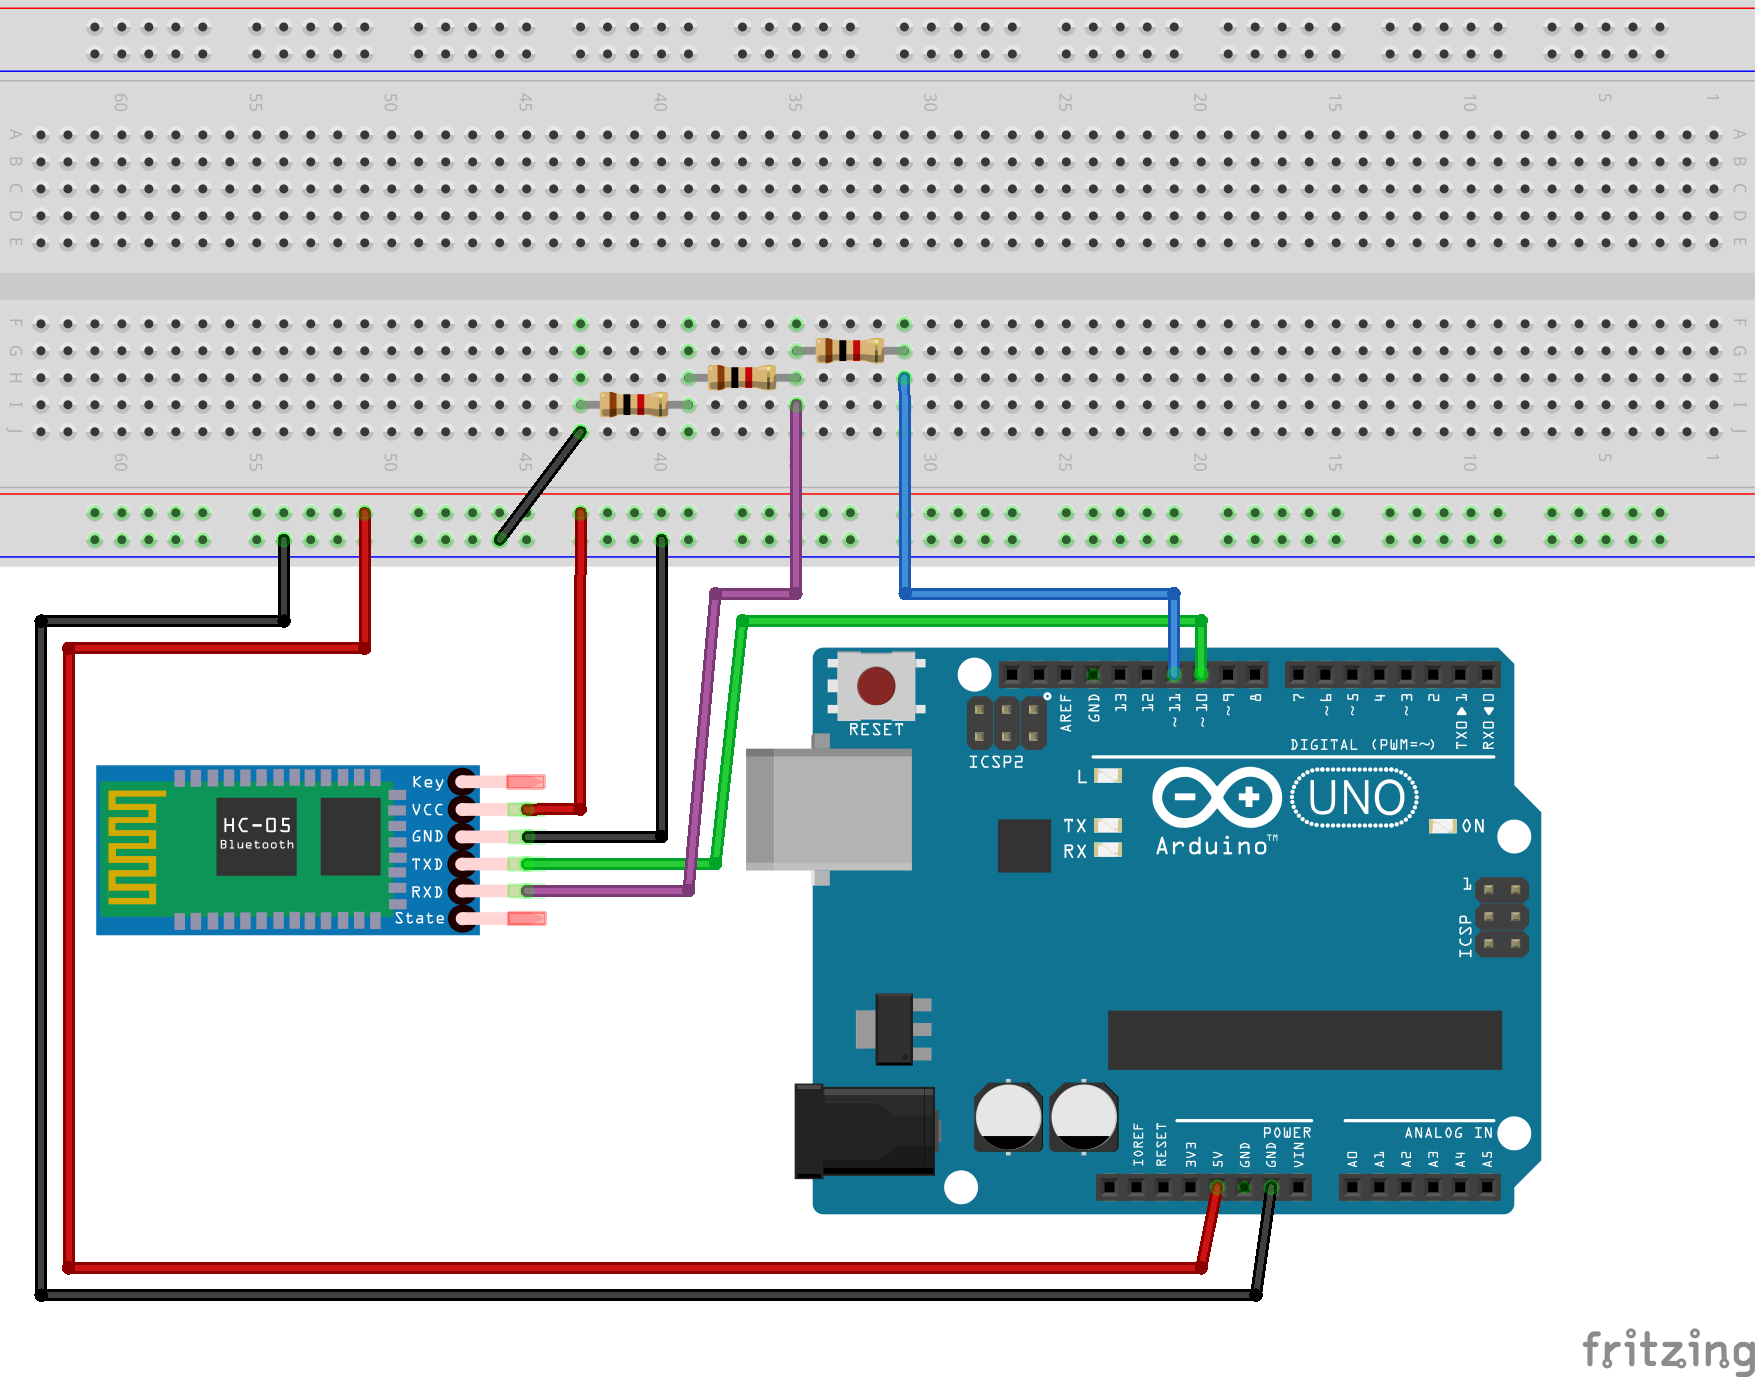 60 55 50 45 40 35 30 25 20 15 10 5 1
A A
B B
C C
D D
E E
F F
G G
H H
I I
J J
60 55 50 45 40 30 25 20 15 10 5 1
RESET
AREF GND 13 12 ~11 ~10 ~9 8 7 ~6 ~5 4 ~3 2 TX0▶1 RX0◀0
DIGITAL (PWM=~)
ICSP2
L
TX
RX
Arduino™
UNO
ON
1
ICSP
HC-05
Bluetooth
Key
VCC
GND
TXD
RXD
State
POWER
ANALOG IN
IOREF RESET 3V3 5V GND GND VIN A0 A1 A2 A3 A4 A5
fritzing